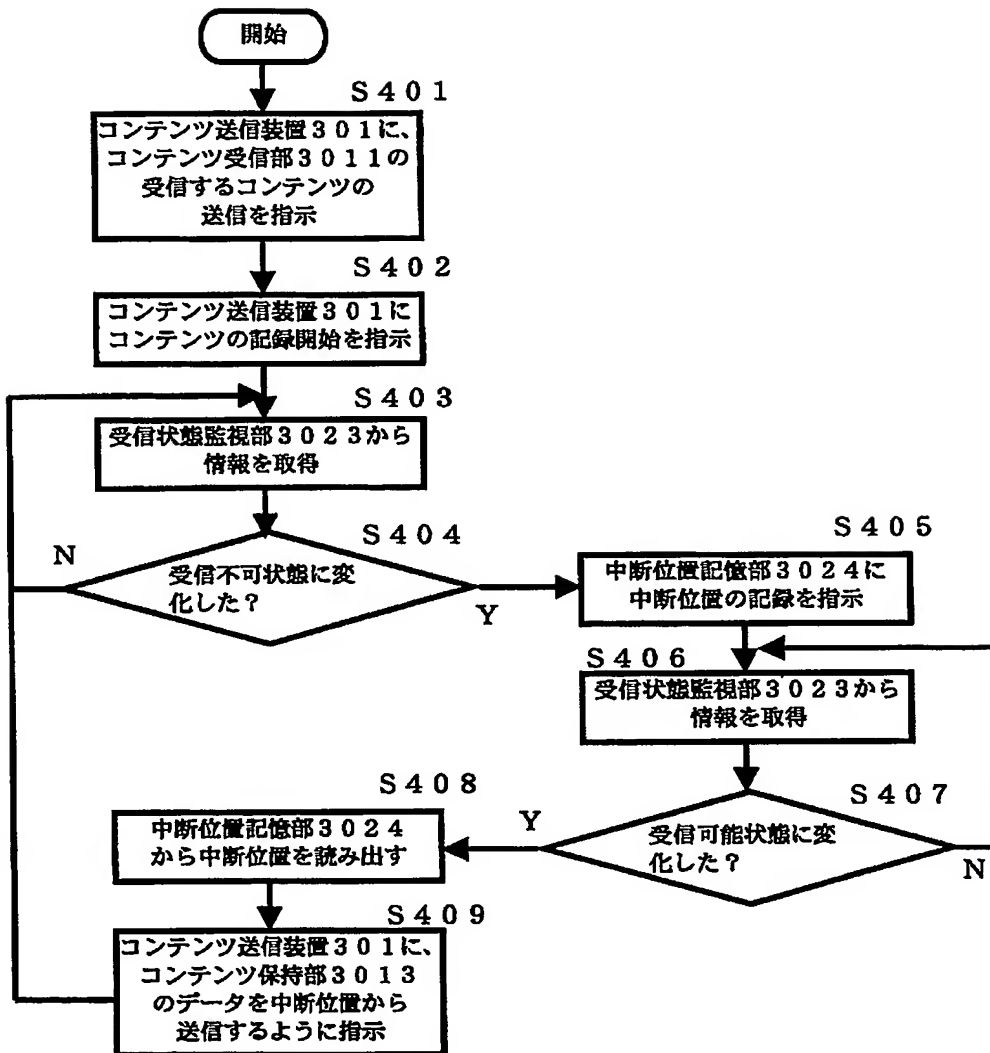 開始
S401
コンテンツ送信装置301に、
コンテンツ受信部3011の
受信するコンテンツの
送信を指示
S402
コンテンツ送信装置301に
コンテンツの記録開始を指示
S403
受信状態監視部3023から
情報を取得
S404
N
受信不可状態に変
化した?
Y
S405
中断位置記憶部3024に
中断位置の記録を指示
S406
受信状態監視部3023から
情報を取得
S407
受信可能状態に変
化した?
Y
N
S408
中断位置記憶部3024
から中断位置を読み出す
S409
コンテンツ送信装置301に、
コンテンツ保持部3013
のデータを中断位置から
送信するように指示